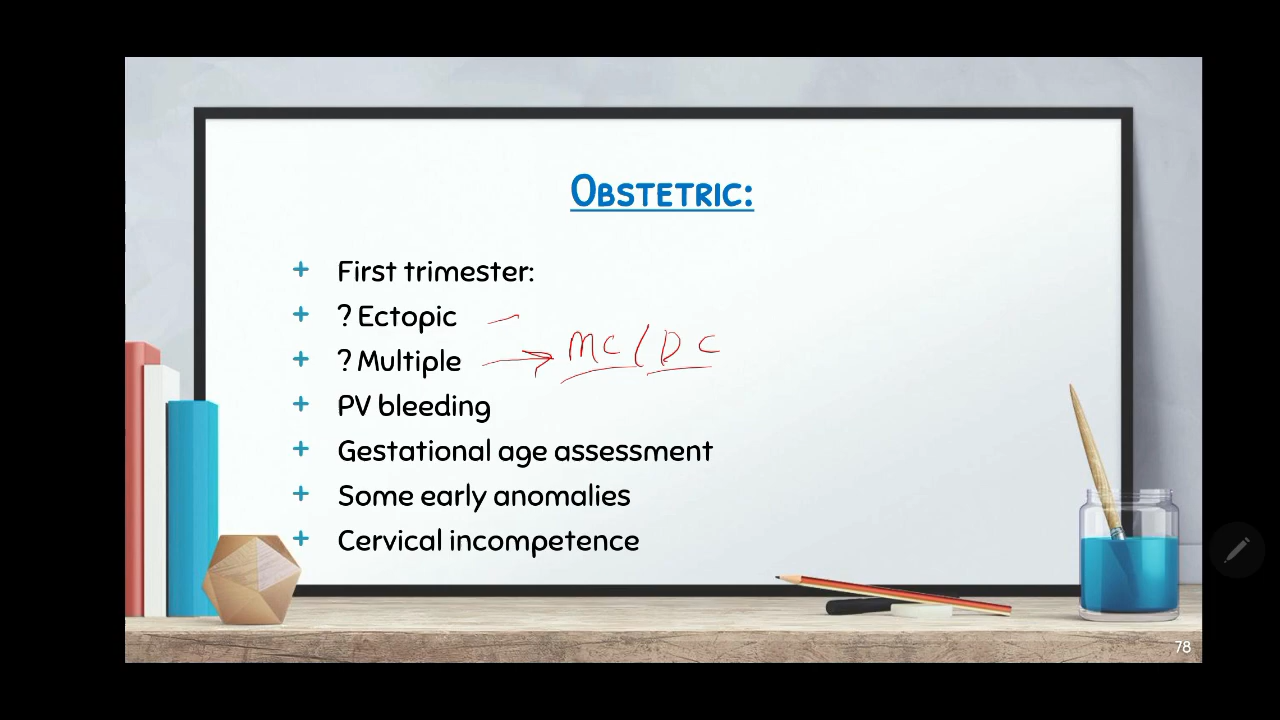 OBSTETRIC:
+ First trimester:
+ ? Ectopic
+ ? Multiple → MC/DC
+ PV bleeding
+ Gestational age assessment
+ Some early anomalies
+ Cervical incompetence
78